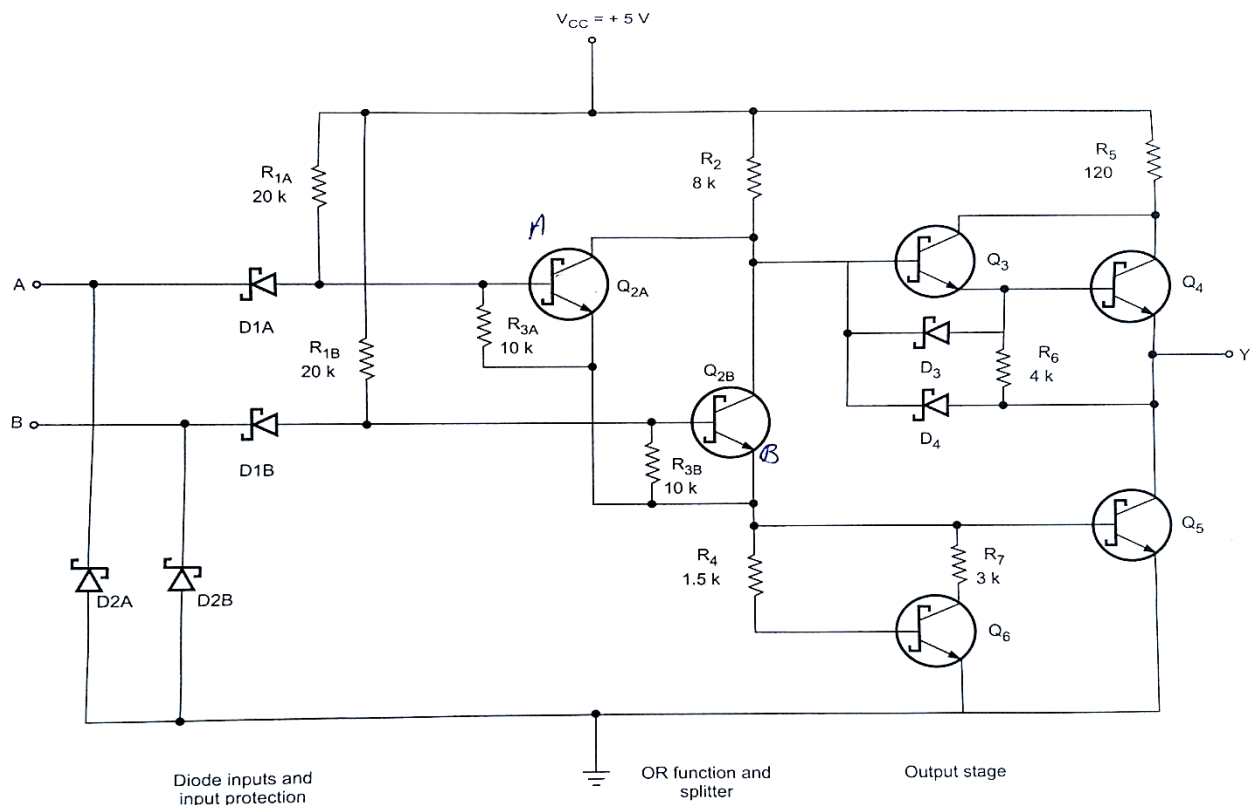 V_CC = + 5 V
R_1A
20 k
R_2
8 k
R_5
120
A
Q_3
A
Q_2A
Q_4
D1A
R_3A
10 k
R_1B
20 k
D_3
R_6
4 k
Y
Q_2B
B
D_4
D1B
R_3B
10 k
B
R_4
1.5 k
R_7
3 k
Q_5
D2A
D2B
Q_6
Diode inputs and
input protection
OR function and
splitter
Output stage